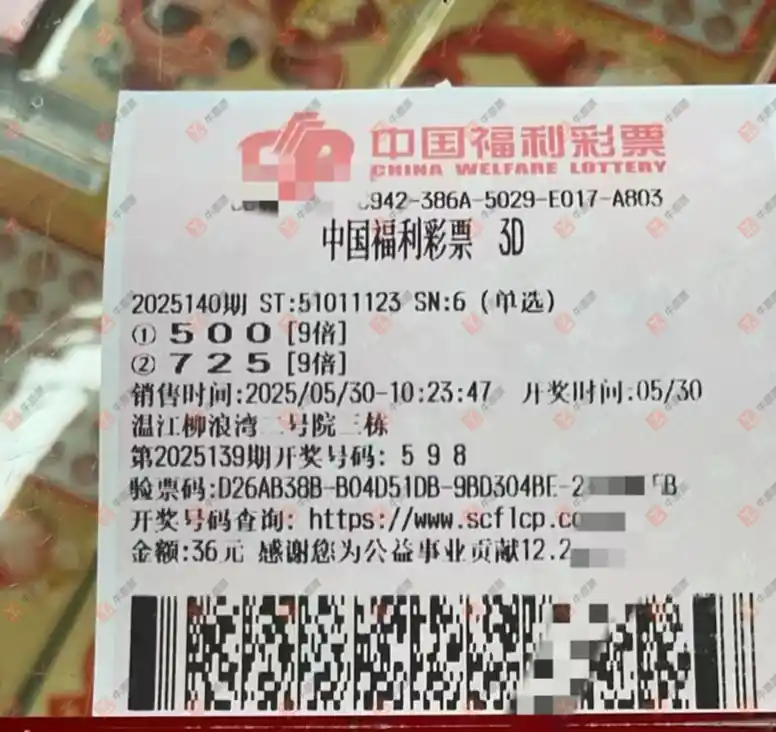 中国福利彩票
CHINA WELFARE LOTTERY
942-386A-5029-E017-A803
中国福利彩票 3D
2025140期 ST:51011123 SN:6 (单选)
① 5 0 0 [9倍]
② 7 2 5 [9倍]
销售时间:2025/05/30-10:23:47 开奖时间:05/30
温江柳浪湾二号院三栋
第2025139期开奖号码: 5 9 8
验票码:D26AB38B-B04D51DB-9BD304BE-2
开奖号码查询: https://www.scflcp.co
金额:36元 感谢您为公益事业贡献12.2